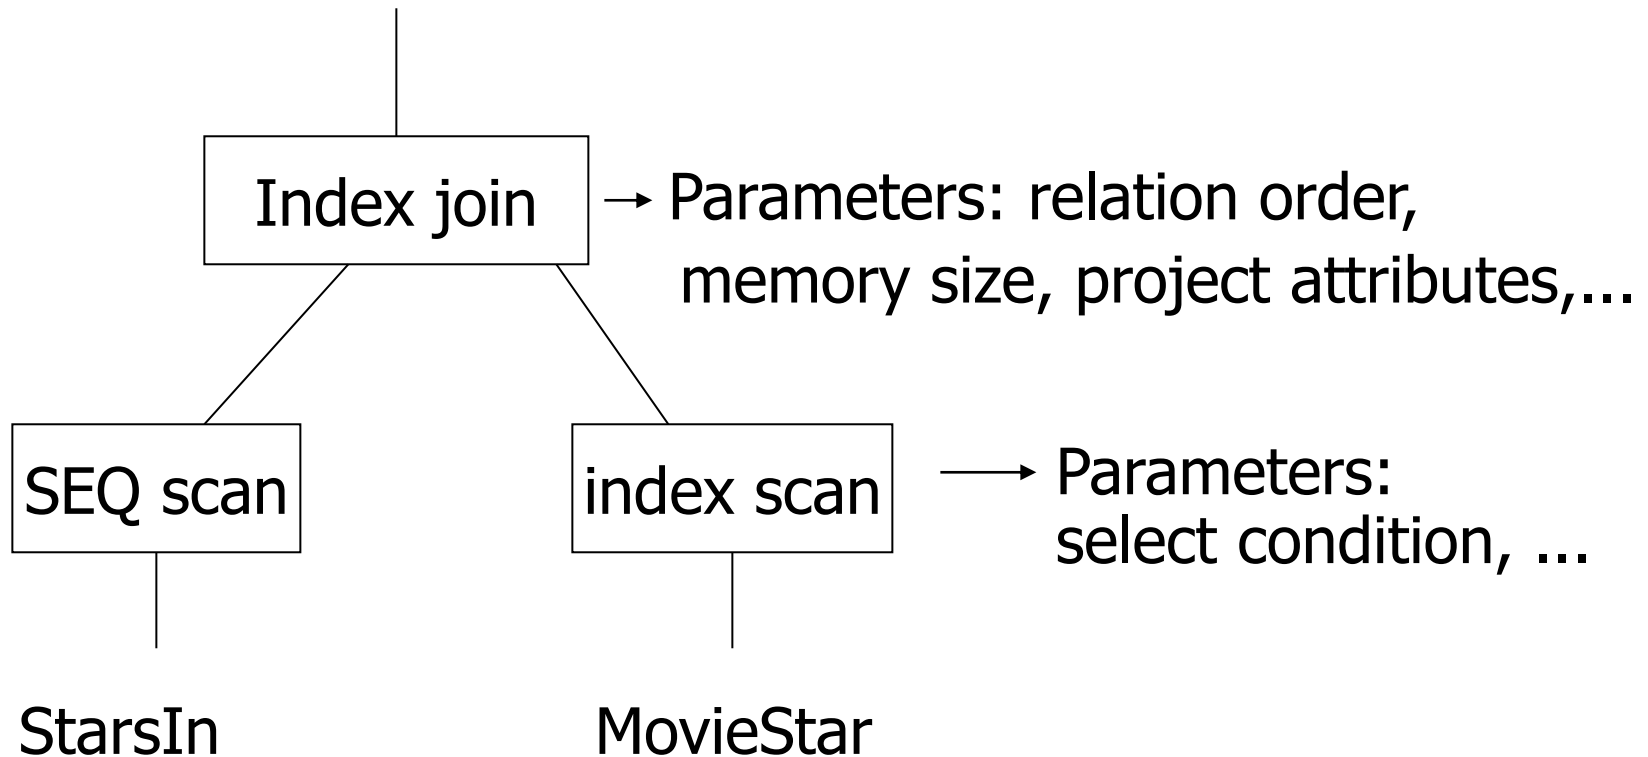 Index join
Parameters: relation order,
memory size, project attributes,...
SEQ scan
index scan
Parameters:
select condition, ...
StarsIn
MovieStar